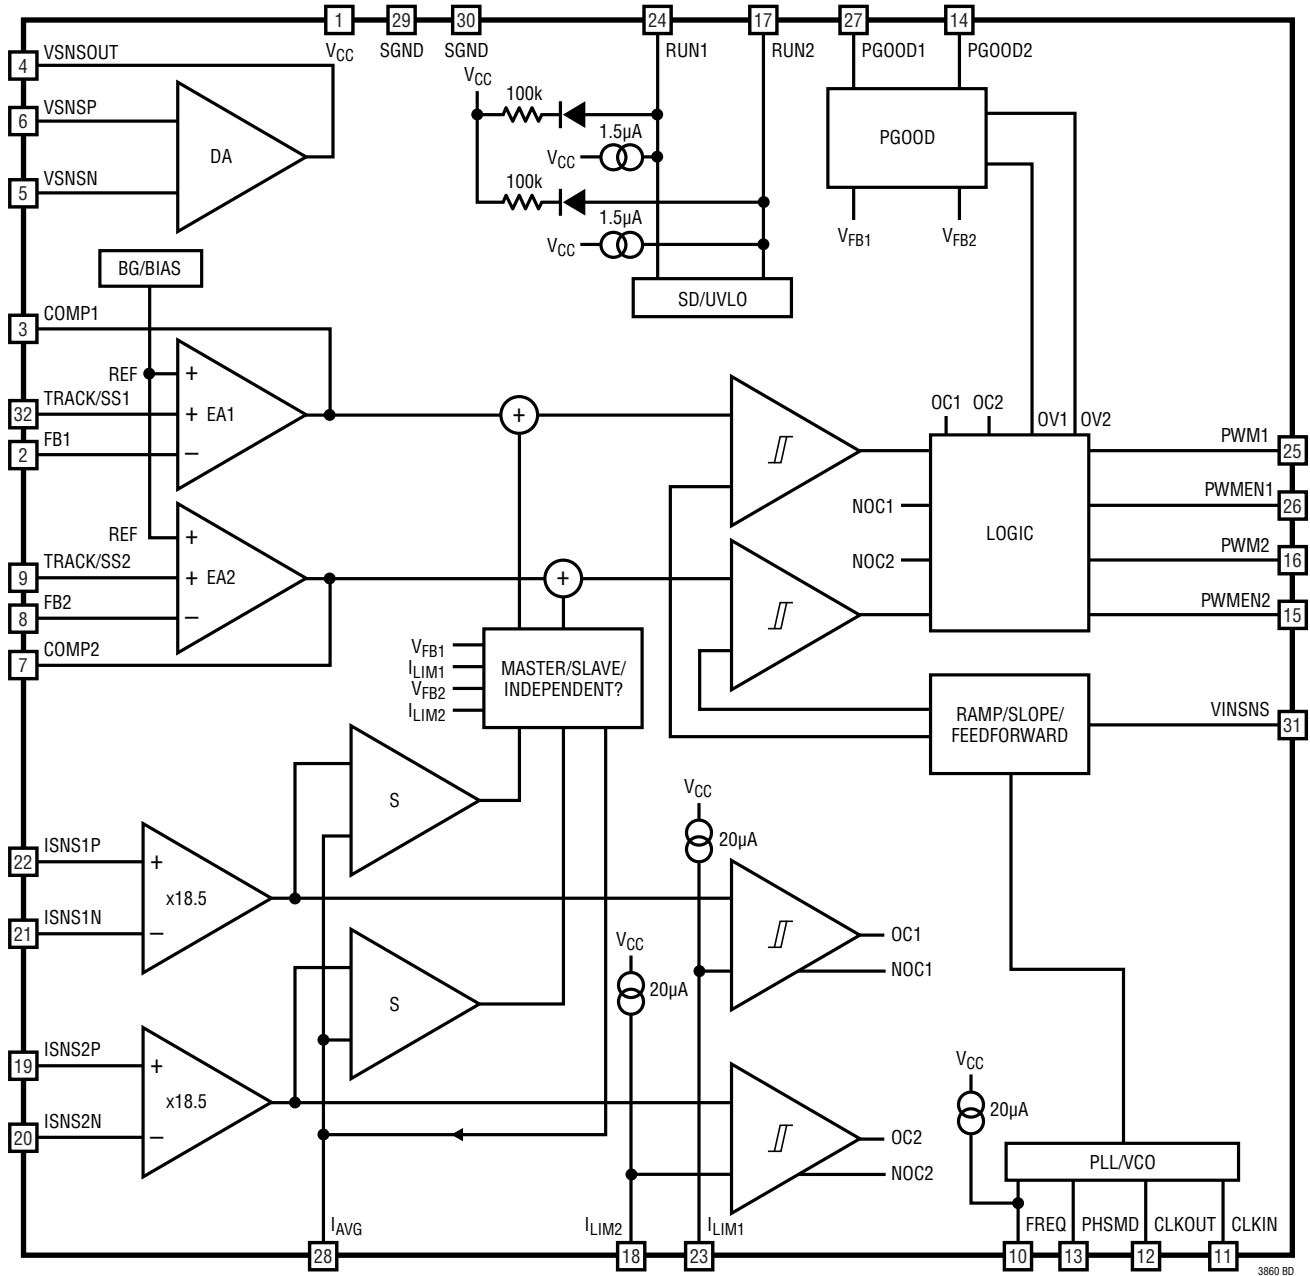 1
29
30
24
17
27
14
VCC
SGND
SGND
RUN1
RUN2
PGOOD1
PGOOD2
4
VSNSOUT
6
VSNSP
5
VSNSN
DA
VCC
100k
1.5µA
VCC
100k
1.5µA
VCC
SD/UVLO
PGOOD
VFB1
VFB2
BG/BIAS
3
COMP1
REF
+
32
TRACK/SS1
+ EA1
2
FB1
–
REF
+
9
TRACK/SS2
+ EA2
8
FB2
–
7
COMP2
+
+
OC1
OC2
OV1
OV2
NOC1
NOC2
LOGIC
PWM1
25
PWMEN1
26
PWM2
16
PWMEN2
15
VFB1
ILIM1
VFB2
ILIM2
MASTER/SLAVE/
INDEPENDENT?
RAMP/SLOPE/
FEEDFORWARD
VINSNS
31
S
22
ISNS1P
+
x18.5
21
ISNS1N
–
S
19
ISNS2P
+
x18.5
20
ISNS2N
–
VCC
20µA
OC1
NOC1
VCC
20µA
OC2
NOC2
VCC
20µA
PLL/VCO
IAVG
ILIM2
ILIM1
FREQ
PHSMD
CLKOUT
CLKIN
28
18
23
10
13
12
11
3860 BD